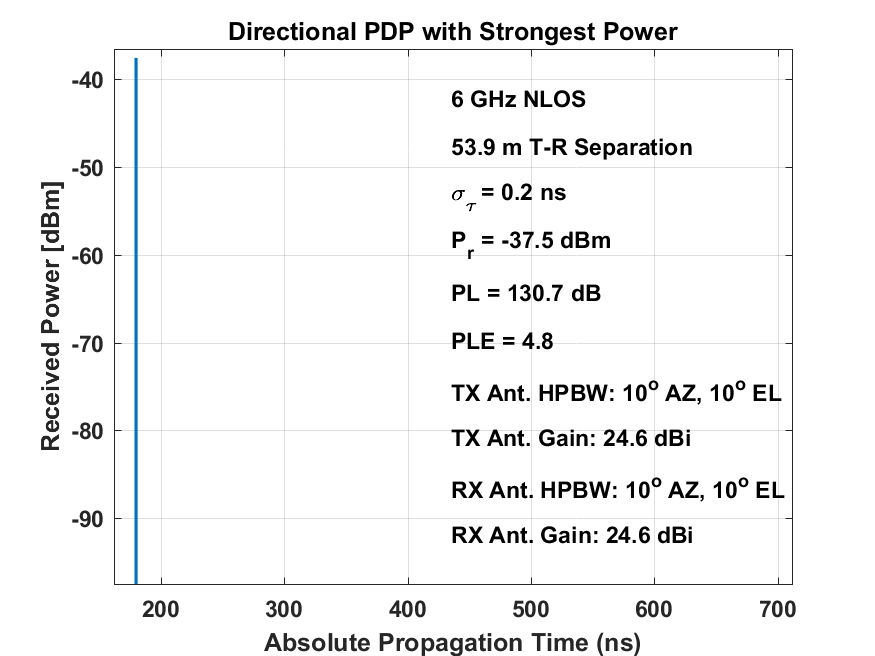 Directional PDP with Strongest Power
Received Power [dBm]
-40
-50
-60
-70
-80
-90
6 GHz NLOS
53.9 m T-R Separation
σ_τ = 0.2 ns
P_r = -37.5 dBm
PL = 130.7 dB
PLE = 4.8
TX Ant. HPBW: 10° AZ, 10° EL
TX Ant. Gain: 24.6 dBi
RX Ant. HPBW: 10° AZ, 10° EL
RX Ant. Gain: 24.6 dBi
200 300 400 500 600 700
Absolute Propagation Time (ns)